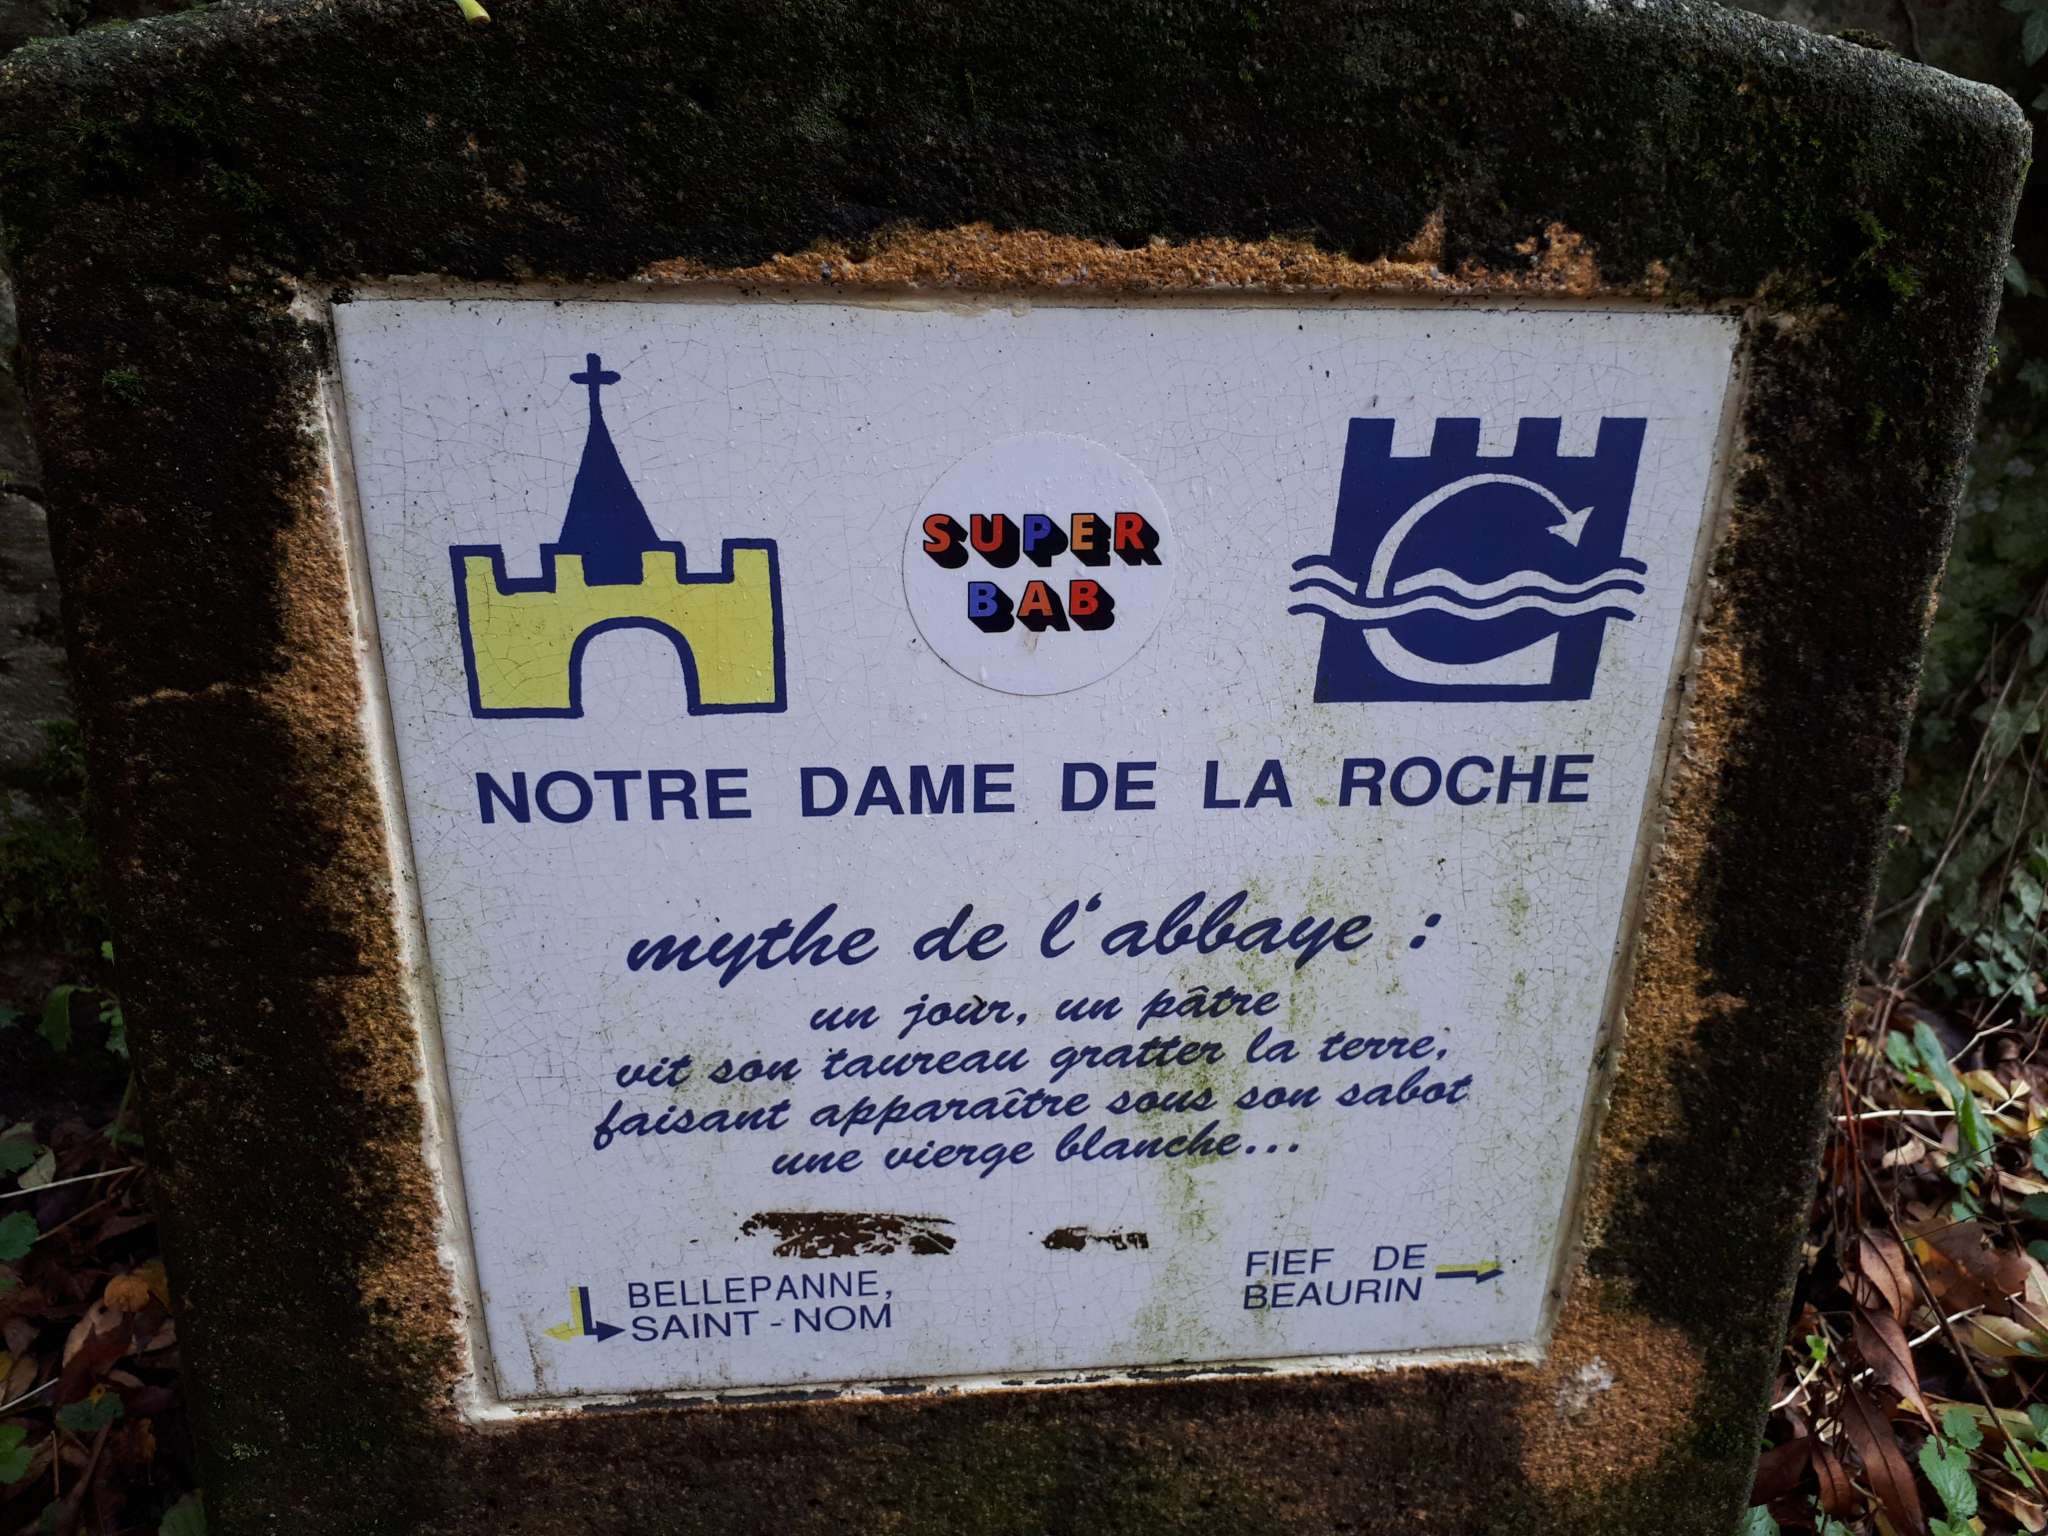 SUPER
BAB
NOTRE DAME DE LA ROCHE
mythe de l'abbaye :
un jour, un pâtre
vit son taureau gratter la terre,
faisant apparaître sous son sabot
une vierge blanche...
BELLEPANNE,
SAINT-NOM
FIEF DE
BEAURIN